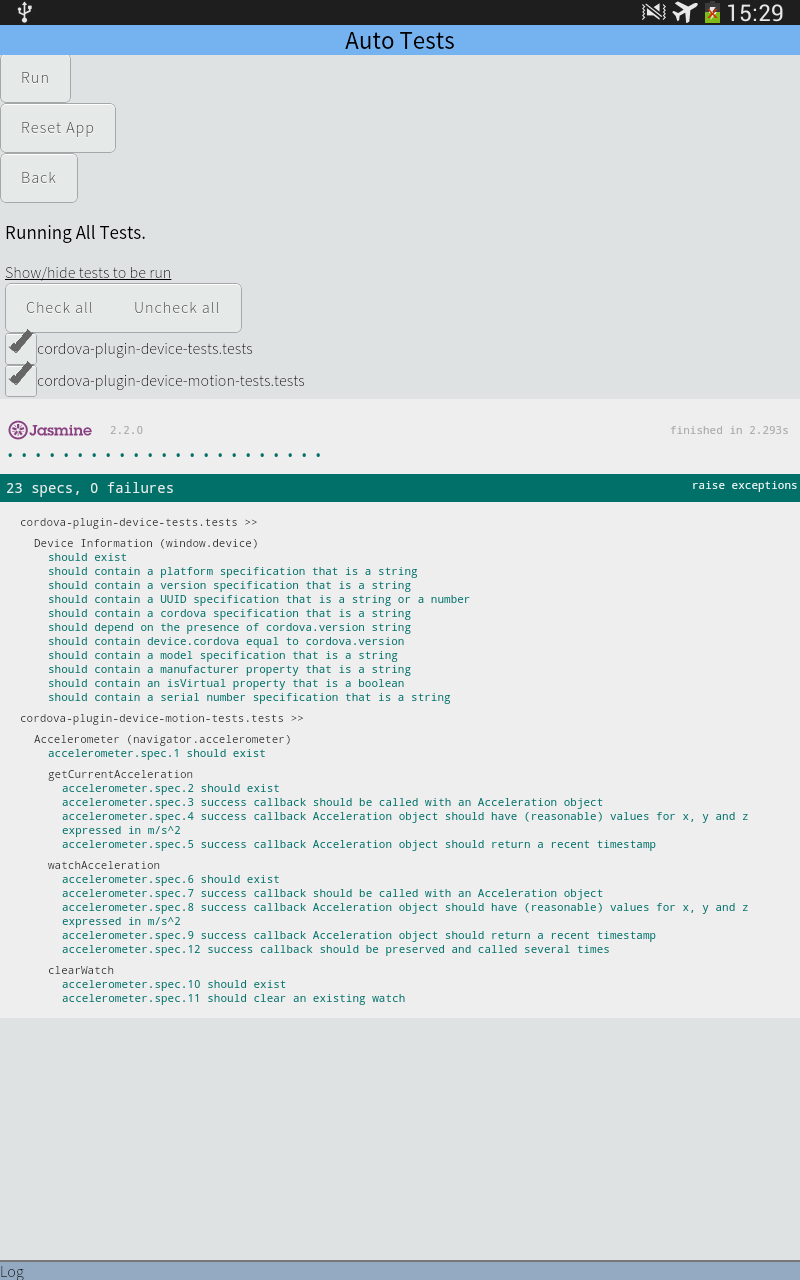 15:29
Auto Tests
Run
Reset App
Back
Running All Tests.
Show/hide tests to be run
Check all Uncheck all
cordova-plugin-device-tests.tests
cordova-plugin-device-motion-tests.tests
Jasmine 2.2.0 finished in 2.293s
• • • • • • • • • • • • • • • • • • • • • • •
23 specs, 0 failures raise exceptions
cordova-plugin-device-tests.tests >>
Device Information (window.device)
should exist
should contain a platform specification that is a string
should contain a version specification that is a string
should contain a UUID specification that is a string or a number
should contain a cordova specification that is a string
should depend on the presence of cordova.version string
should contain device.cordova equal to cordova.version
should contain a model specification that is a string
should contain a manufacturer property that is a string
should contain an isVirtual property that is a boolean
should contain a serial number specification that is a string
cordova-plugin-device-motion-tests.tests >>
Accelerometer (navigator.accelerometer)
accelerometer.spec.1 should exist
getCurrentAcceleration
accelerometer.spec.2 should exist
accelerometer.spec.3 success callback should be called with an Acceleration object
accelerometer.spec.4 success callback Acceleration object should have (reasonable) values for x, y and z
expressed in m/s^2
accelerometer.spec.5 success callback Acceleration object should return a recent timestamp
watchAcceleration
accelerometer.spec.6 should exist
accelerometer.spec.7 success callback should be called with an Acceleration object
accelerometer.spec.8 success callback Acceleration object should have (reasonable) values for x, y and z
expressed in m/s^2
accelerometer.spec.9 success callback Acceleration object should return a recent timestamp
accelerometer.spec.12 success callback should be preserved and called several times
clearWatch
accelerometer.spec.10 should exist
accelerometer.spec.11 should clear an existing watch
Log